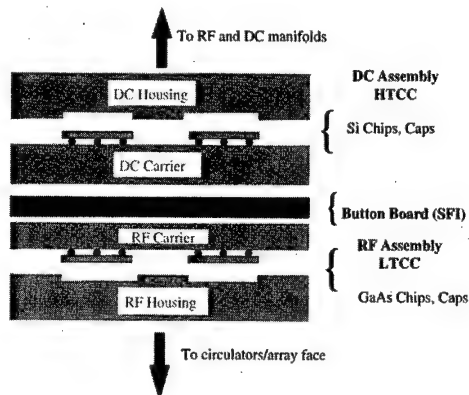 To RF and DC manifolds
DC Housing
DC Assembly
HTCC
Si Chips, Caps
DC Carrier
Button Board (SFI)
RF Carrier
RF Assembly
LTCC
GaAs Chips, Caps
RF Housing
To circulators/array face